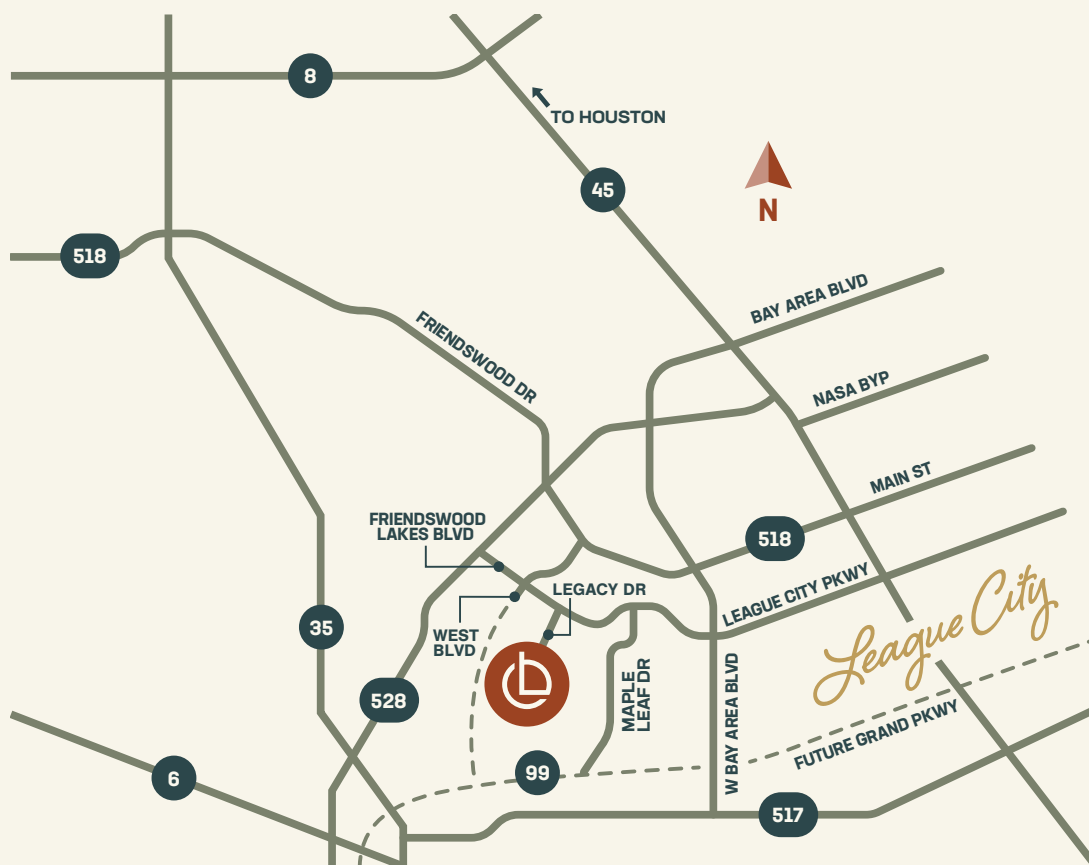 8
TO HOUSTON
45
N
518
BAY AREA BLVD
FRIENDSWOOD DR
NASA BYP
MAIN ST
FRIENDSWOOD
LAKES BLVD
518
LEAGUE CITY PKWY
LEGACY DR
League City
35
WEST
BLVD
528
MAPLE
LEAF DR
W BAY AREA BLVD
FUTURE GRAND PKWY
6
99
517